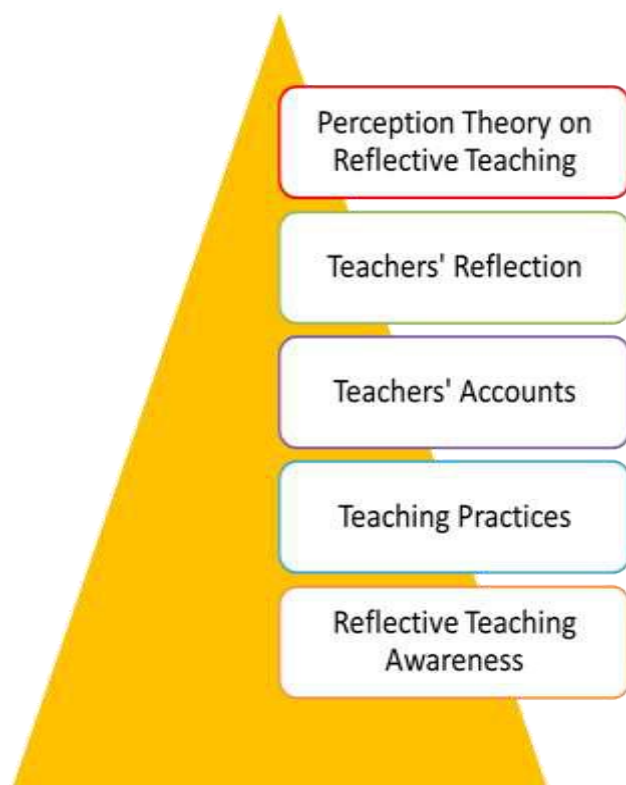 Perception Theory on
Reflective Teaching
Teachers' Reflection
Teachers' Accounts
Teaching Practices
Reflective Teaching
Awareness